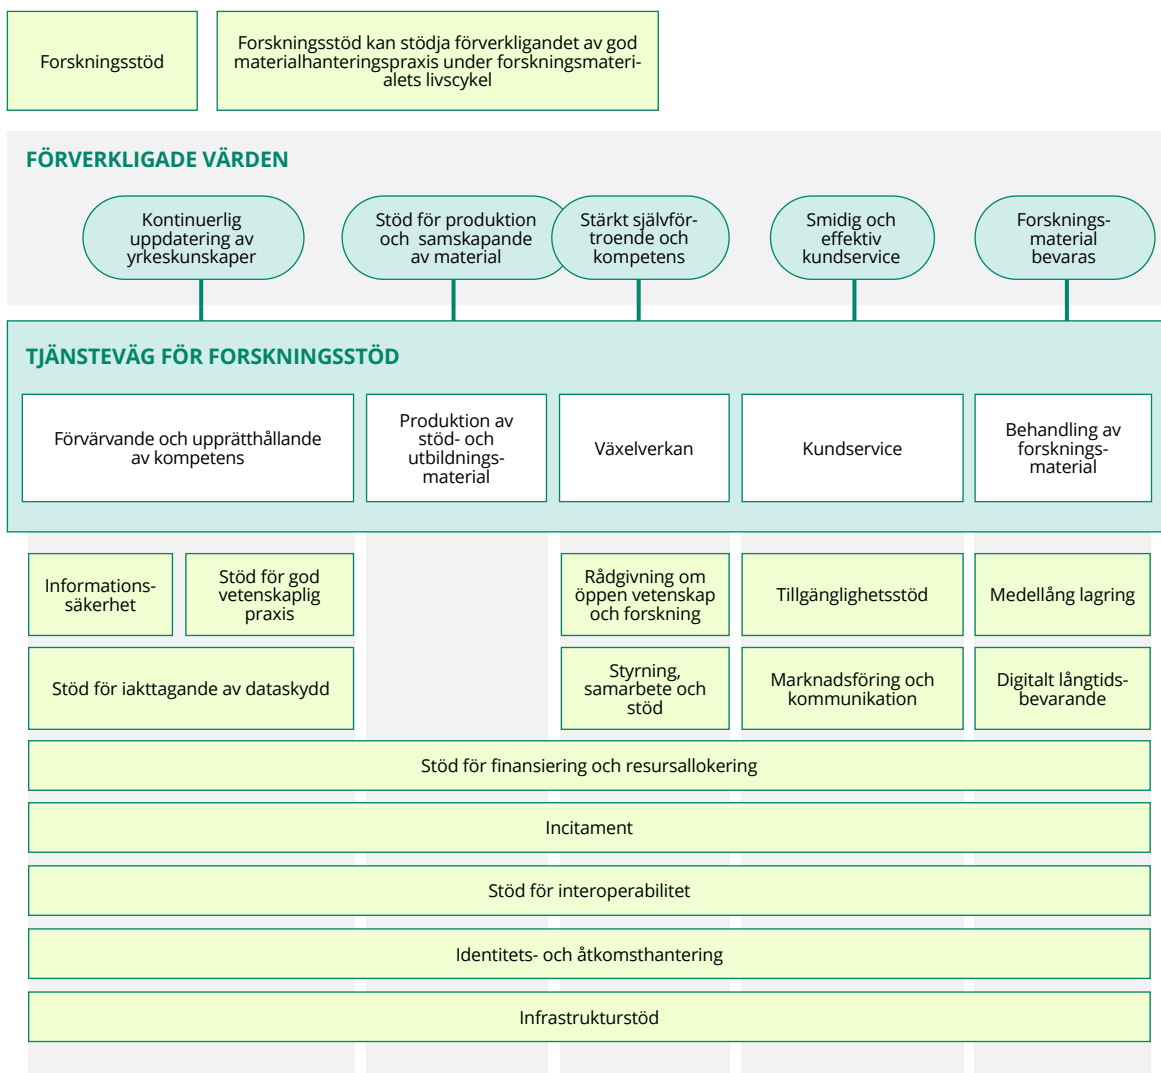 Forskningsstöd
Forskningsstöd kan stödja förverkligandet av god
materialhanteringspraxis under forskningsmateri-
alets livscykel
FÖRVERKLIGADE VÄRDEN
Kontinuerlig
uppdatering av
yrkeskunskaper
Stöd för produktion
och samskapande
av material
Stärkt självför-
troende och
kompetens
Smidig och
effektiv
kundservice
Forsknings-
material
bevaras
TJÄNSTEVÄG FÖR FORSKNINGSSTÖD
Förvärvande och upprätthållande
av kompetens
Produktion av
stöd- och
utbildnings-
material
Växelverkan
Kundservice
Behandling av
forsknings-
material
Informations-
säkerhet
Stöd för god
vetenskaplig
praxis
Rådgivning om
öppen vetenskap
och forskning
Tillgänglighetsstöd
Medellång lagring
Stöd för iakttagande av dataskydd
Styrning,
samarbete och
stöd
Marknadsföring och
kommunikation
Digitalt långtids-
bevarande
Stöd för finansiering och resursallokering
Incitament
Stöd för interoperabilitet
Identitets- och åtkomsthantering
Infrastrukturstöd